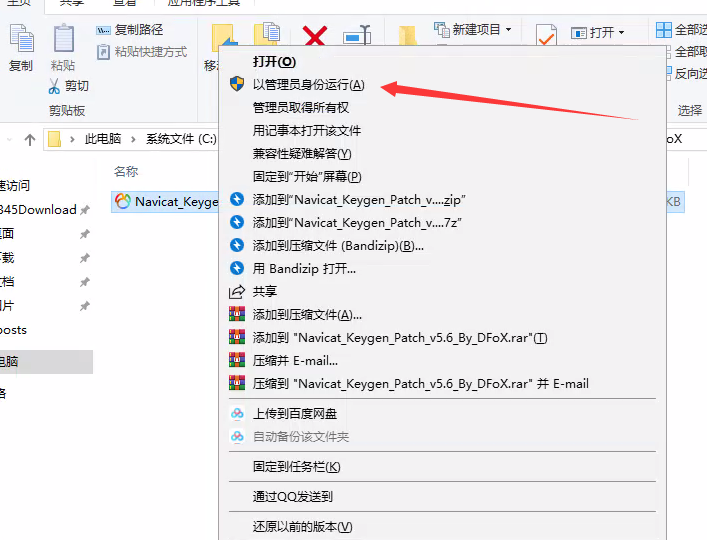 主页 共享 查看 应用程序工具
复制路径
粘贴快捷方式
复制
粘贴
剪切
剪贴板
新建项目
打开
全部
全部取
反向选
选择
此电脑 系统文件 (C:) FoX
名称
速访问
345Download
桌面
下载
文档
图片
posts
电脑
络
Navicat_Keyge
KB
打开(O)
以管理员身份运行(A)
管理员取得所有权
用记事本打开该文件
兼容性疑难解答(Y)
固定到"开始"屏幕(P)
添加到"Navicat_Keygen_Patch_v....zip"
添加到"Navicat_Keygen_Patch_v....7z"
添加到压缩文件 (Bandizip)(B)...
用 Bandizip 打开...
共享
添加到压缩文件(A)...
添加到 "Navicat_Keygen_Patch_v5.6_By_DFoX.rar"(T)
压缩并 E-mail...
压缩到 "Navicat_Keygen_Patch_v5.6_By_DFoX.rar" 并 E-mail
上传到百度网盘
自动备份该文件夹
固定到任务栏(K)
通过QQ发送到
还原以前的版本(V)